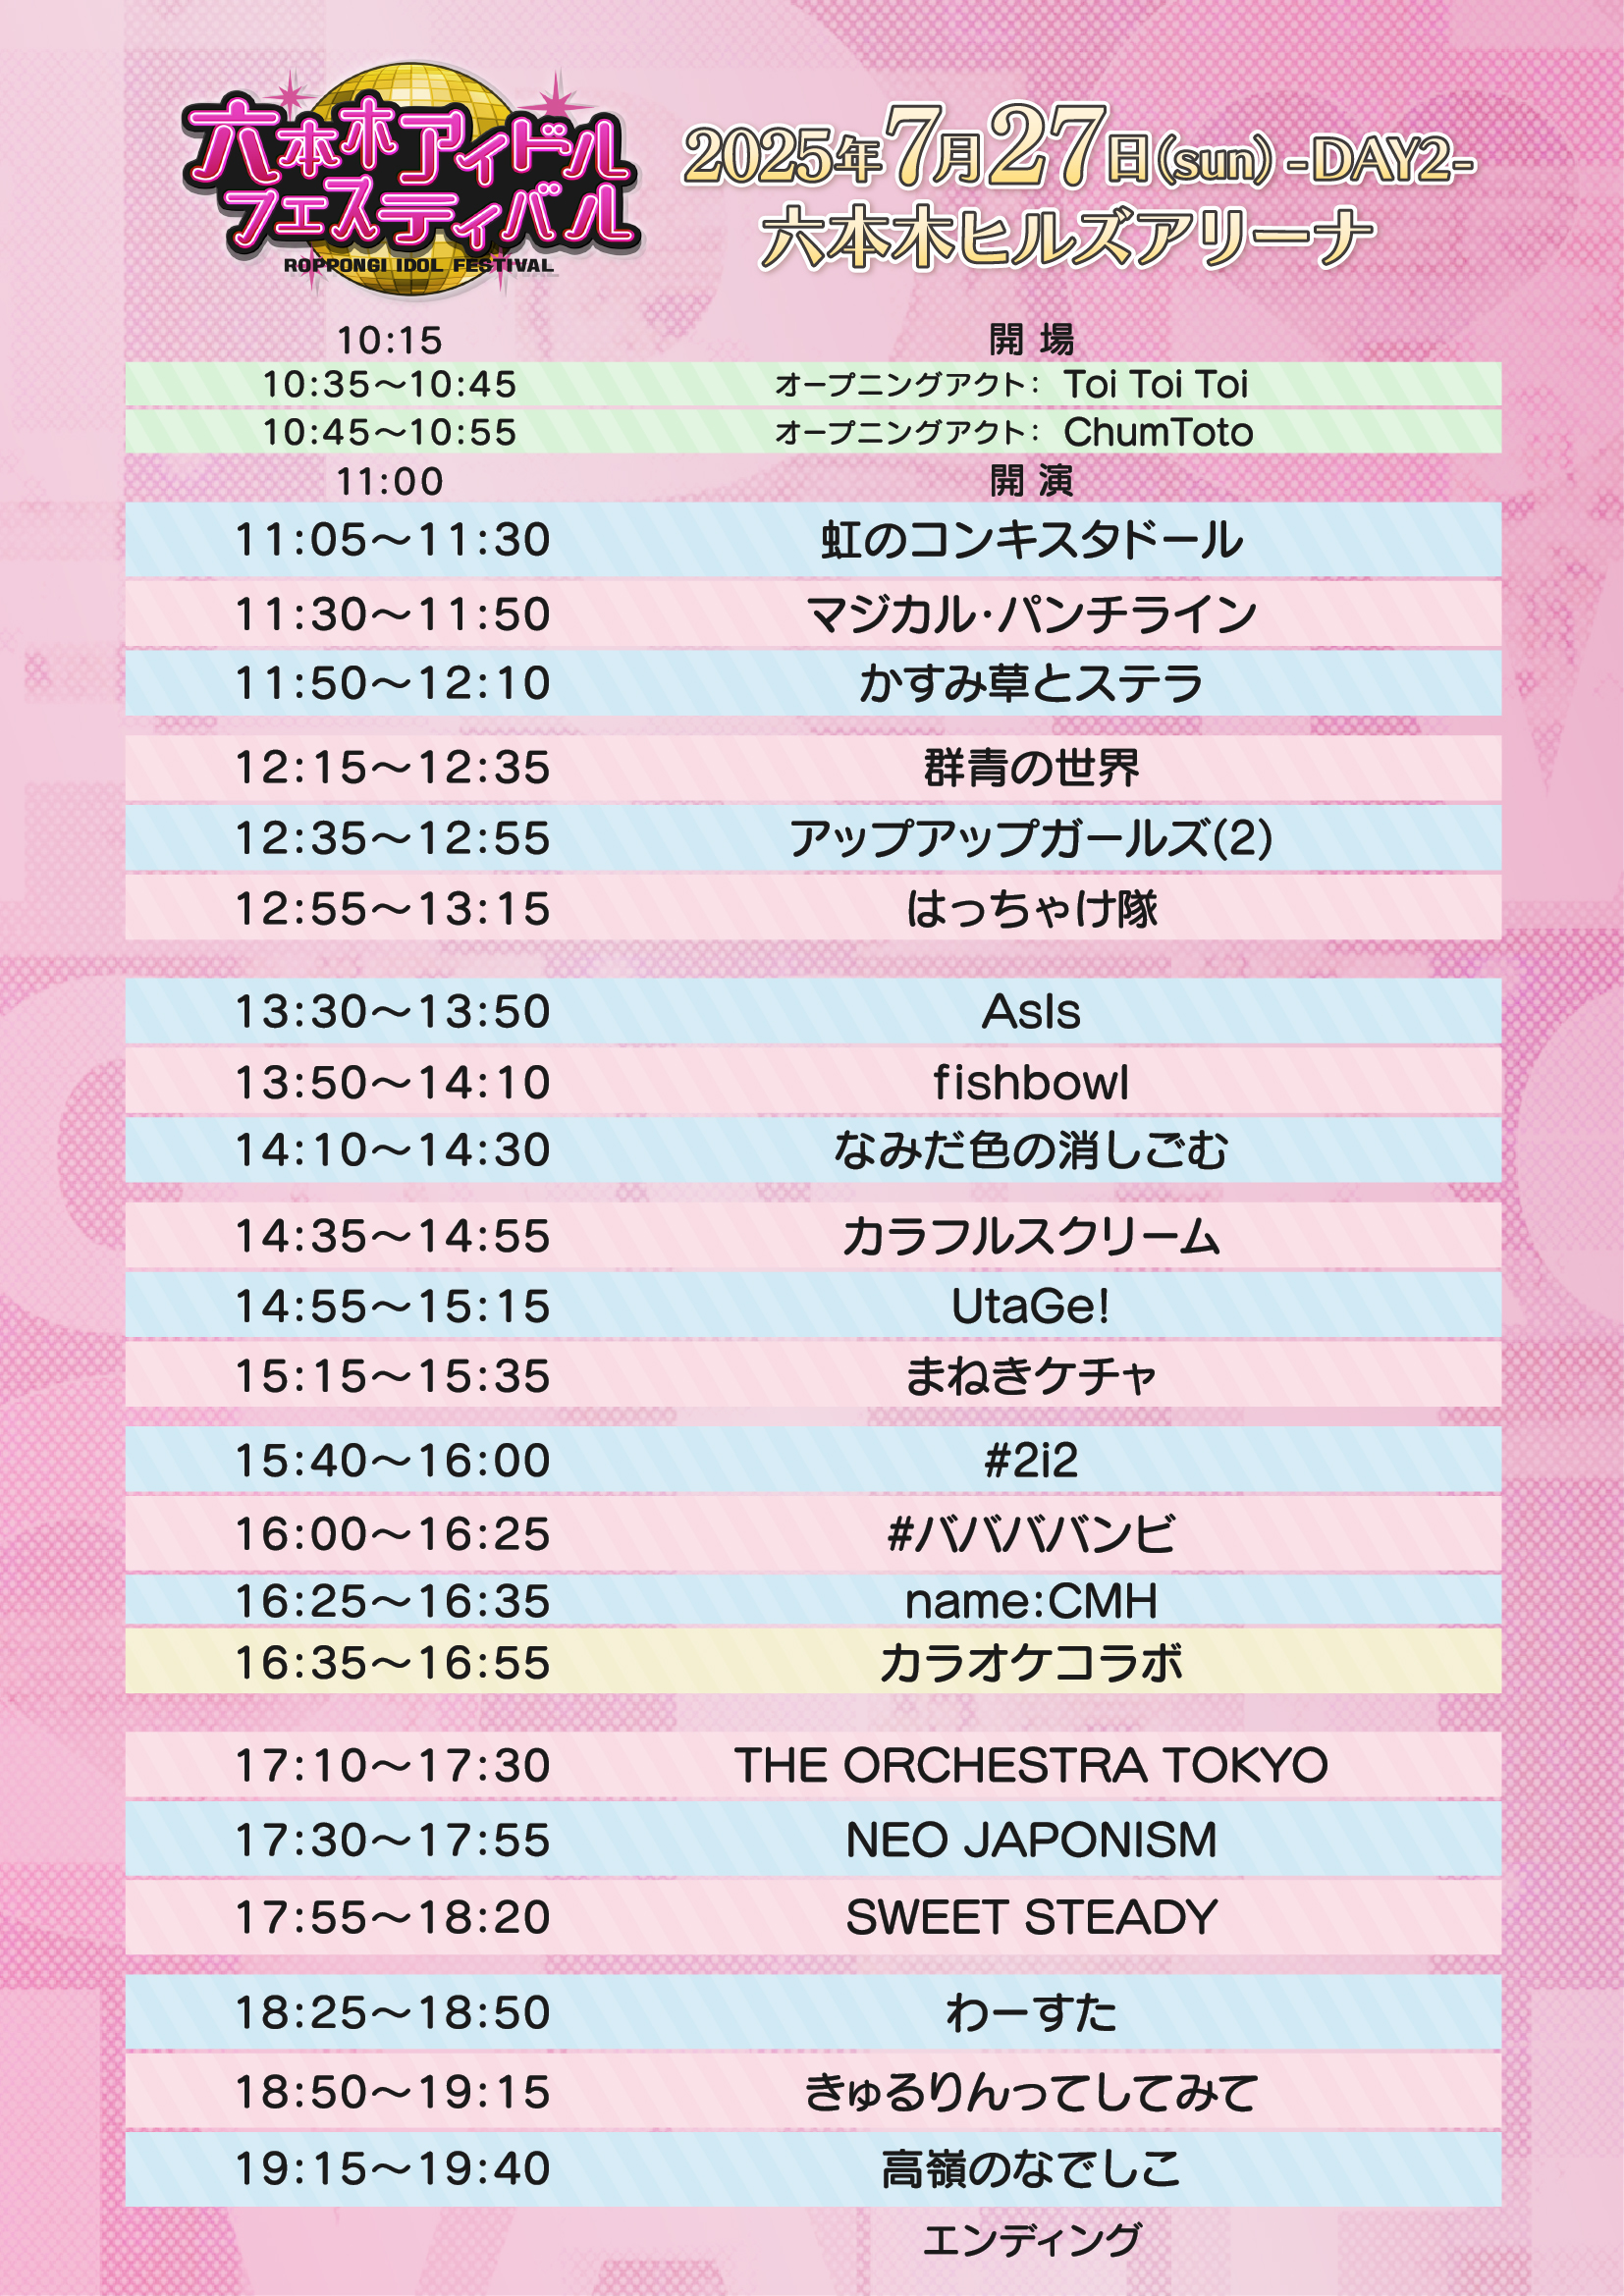 六本木アイドル
フェスティバル
ROPPONGI IDOL FESTIVAL
2025年7月27日(sun) -DAY2-
六本木ヒルズアリーナ
10:15 開 場
10:35～10:45 オープニングアクト： Toi Toi Toi
10:45～10:55 オープニングアクト： ChumToto
11:00 開 演
11:05～11:30 虹のコンキスタドール
11:30～11:50 マジカル・パンチライン
11:50～12:10 かすみ草とステラ
12:15～12:35 群青の世界
12:35～12:55 アップアップガールズ(2)
12:55～13:15 はっちゃけ隊
13:30～13:50 AsIs
13:50～14:10 fishbowl
14:10～14:30 なみだ色の消しごむ
14:35～14:55 カラフルスクリーム
14:55～15:15 UtaGe!
15:15～15:35 まねきケチャ
15:40～16:00 #2i2
16:00～16:25 #ババババンビ
16:25～16:35 name:CMH
16:35～16:55 カラオケコラボ
17:10～17:30 THE ORCHESTRA TOKYO
17:30～17:55 NEO JAPONISM
17:55～18:20 SWEET STEADY
18:25～18:50 わーすた
18:50～19:15 きゅるりんってしてみて
19:15～19:40 高嶺のなでしこ
エンディング